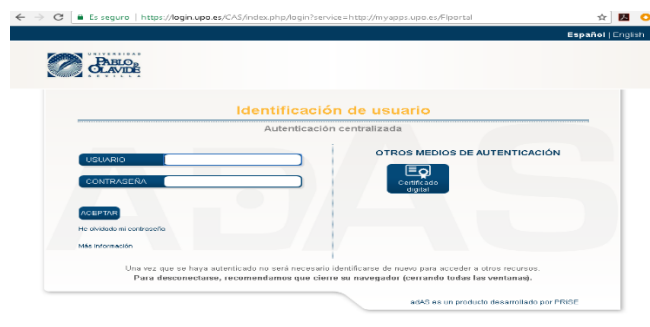 Es seguro | https://login.upo.es/CAS/index.php/login?service=http://myapps.upo.es/Flportal
Español | English
UNIVERSIDAD
PABLO DE
OLAVIDE
SEVILLA
Identificación de usuario
Autenticación centralizada
USUARIO
CONTRASEÑA
ACEPTAR
He olvidado mi contraseña
Más Información
OTROS MEDIOS DE AUTENTICACIÓN
Certificado
digital
ADAS
Una vez que se haya autenticado no será necesario identificarse de nuevo para acceder a otros recursos.
Para desconectarse, recomendamos que cierre su navegador (cerrando todas las ventanas).
adAS es un producto desarrollado por PRISE